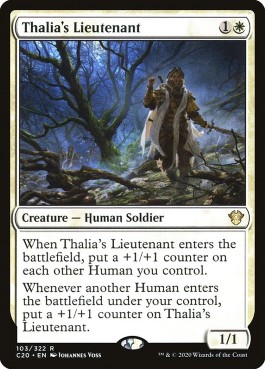 Thalia's Lieutenant 1
Creature — Human Soldier
When Thalia's Lieutenant enters the
battlefield, put a +1/+1 counter on
each other Human you control.
Whenever another Human enters
the battlefield under your control,
put a +1/+1 counter on Thalia's
Lieutenant.
1/1
103/322 R
C20 • EN Johannes Voss
™ & © 2020 Wizards of the Coast